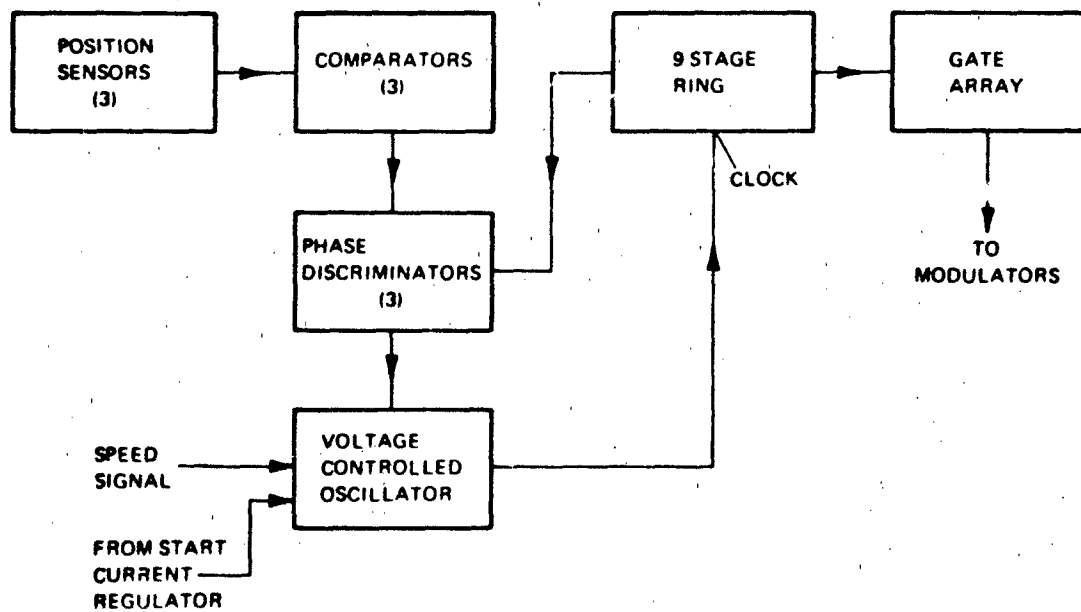 POSITION
SENSORS
(3)
COMPARATORS
(3)
9 STAGE
RING
GATE
ARRAY
CLOCK
PHASE
DISCRIMINATORS
(3)
TO
MODULATORS
VOLTAGE
CONTROLLED
OSCILLATOR
SPEED
SIGNAL
FROM START
CURRENT
REGULATOR